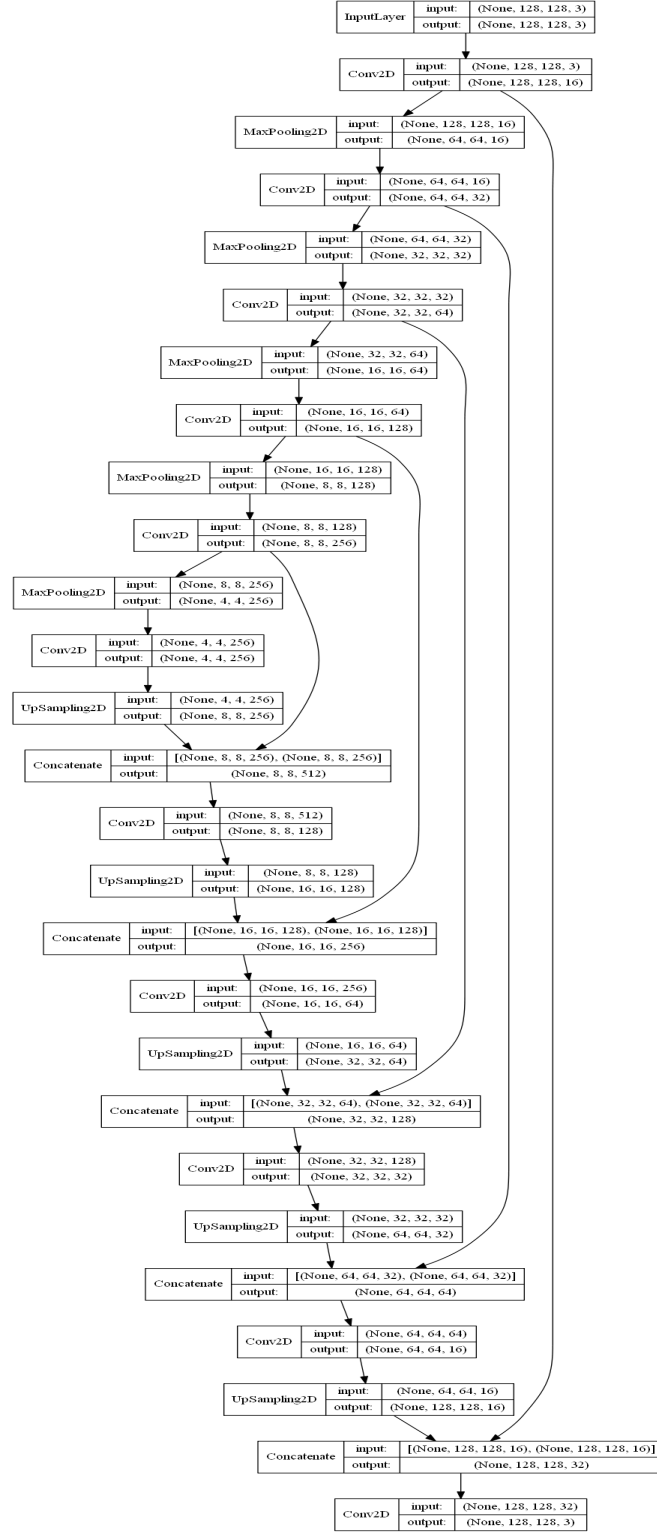 InputLayer input: (None, 128, 128, 3)
output: (None, 128, 128, 3)
Conv2D input: (None, 128, 128, 3)
output: (None, 128, 128, 16)
MaxPooling2D input: (None, 128, 128, 16)
output: (None, 64, 64, 16)
Conv2D input: (None, 64, 64, 16)
output: (None, 64, 64, 32)
MaxPooling2D input: (None, 64, 64, 32)
output: (None, 32, 32, 32)
Conv2D input: (None, 32, 32, 32)
output: (None, 32, 32, 64)
MaxPooling2D input: (None, 32, 32, 64)
output: (None, 16, 16, 64)
Conv2D input: (None, 16, 16, 64)
output: (None, 16, 16, 128)
MaxPooling2D input: (None, 16, 16, 128)
output: (None, 8, 8, 128)
Conv2D input: (None, 8, 8, 128)
output: (None, 8, 8, 256)
MaxPooling2D input: (None, 8, 8, 256)
output: (None, 4, 4, 256)
Conv2D input: (None, 4, 4, 256)
output: (None, 4, 4, 256)
UpSampling2D input: (None, 4, 4, 256)
output: (None, 8, 8, 256)
Concatenate input: [(None, 8, 8, 256), (None, 8, 8, 256)]
output: (None, 8, 8, 512)
Conv2D input: (None, 8, 8, 512)
output: (None, 8, 8, 128)
UpSampling2D input: (None, 8, 8, 128)
output: (None, 16, 16, 128)
Concatenate input: [(None, 16, 16, 128), (None, 16, 16, 128)]
output: (None, 16, 16, 256)
Conv2D input: (None, 16, 16, 256)
output: (None, 16, 16, 64)
UpSampling2D input: (None, 16, 16, 64)
output: (None, 32, 32, 64)
Concatenate input: [(None, 32, 32, 64), (None, 32, 32, 64)]
output: (None, 32, 32, 128)
Conv2D input: (None, 32, 32, 128)
output: (None, 32, 32, 32)
UpSampling2D input: (None, 32, 32, 32)
output: (None, 64, 64, 32)
Concatenate input: [(None, 64, 64, 32), (None, 64, 64, 32)]
output: (None, 64, 64, 64)
Conv2D input: (None, 64, 64, 64)
output: (None, 64, 64, 16)
UpSampling2D input: (None, 64, 64, 16)
output: (None, 128, 128, 16)
Concatenate input: [(None, 128, 128, 16), (None, 128, 128, 16)]
output: (None, 128, 128, 32)
Conv2D input: (None, 128, 128, 32)
output: (None, 128, 128, 3)